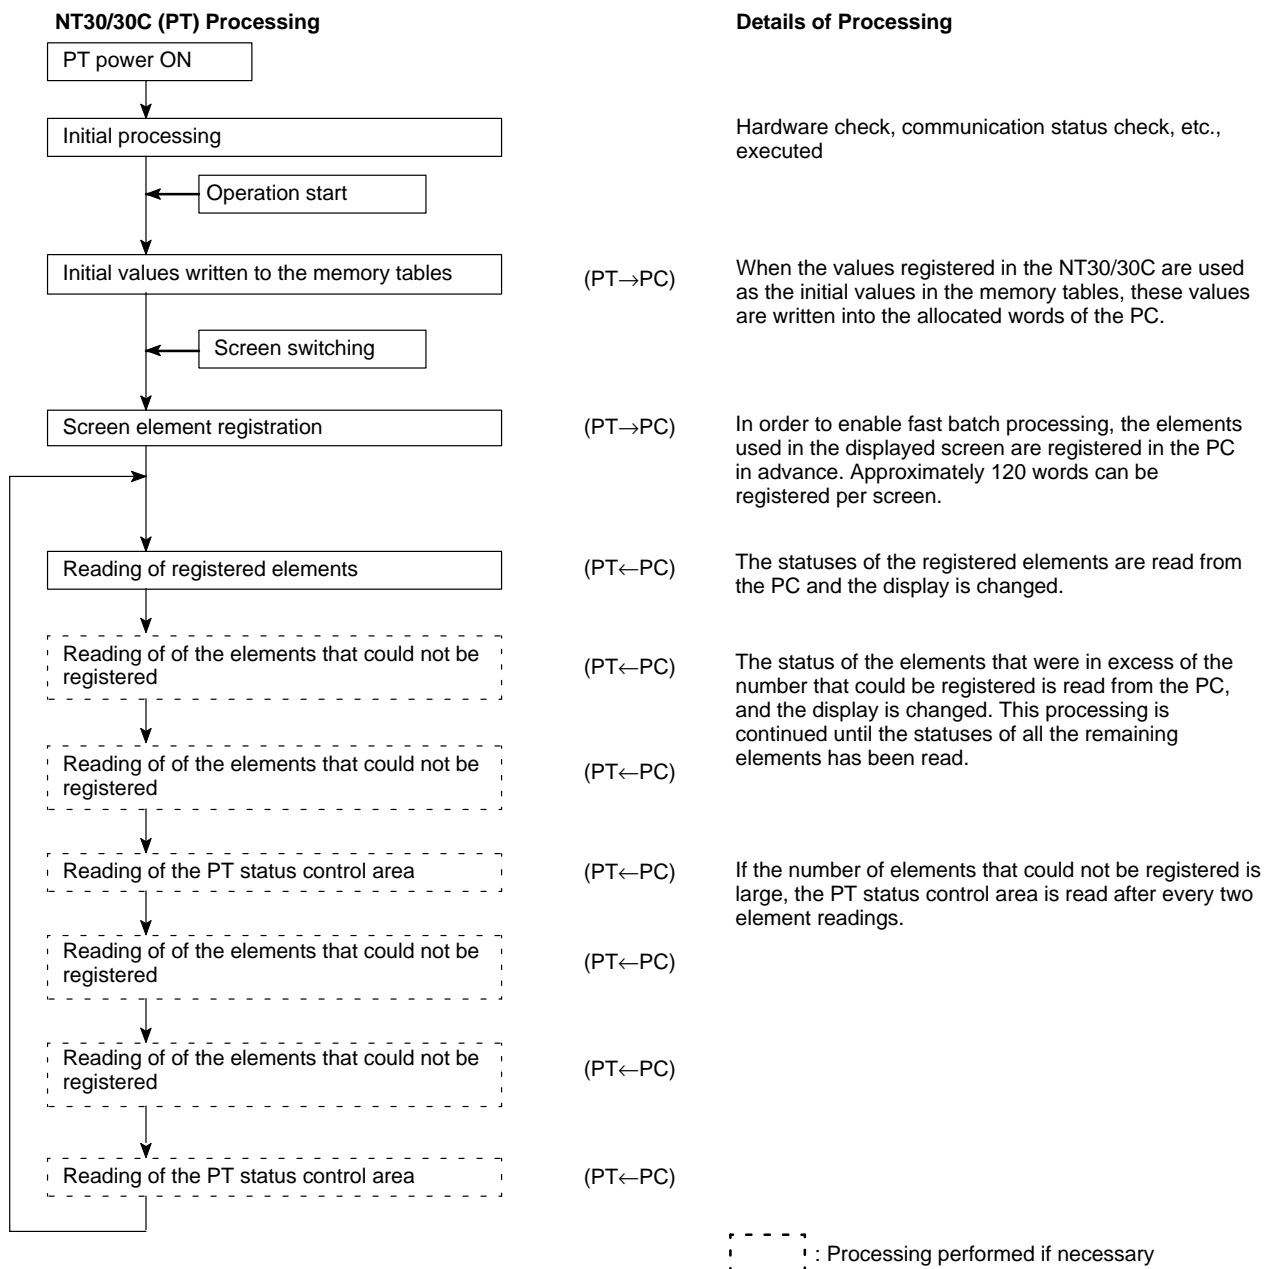 NT30/30C (PT) Processing
Details of Processing
PT power ON
Initial processing
Hardware check, communication status check, etc.,
executed
Operation start
Initial values written to the memory tables
(PT→PC)
When the values registered in the NT30/30C are used
as the initial values in the memory tables, these values
are written into the allocated words of the PC.
Screen switching
Screen element registration
(PT→PC)
In order to enable fast batch processing, the elements
used in the displayed screen are registered in the PC
in advance. Approximately 120 words can be
registered per screen.
Reading of registered elements
(PT←PC)
The statuses of the registered elements are read from
the PC and the display is changed.
Reading of of the elements that could not be
registered
(PT←PC)
The status of the elements that were in excess of the
number that could be registered is read from the PC,
and the display is changed. This processing is
continued until the statuses of all the remaining
elements has been read.
Reading of of the elements that could not be
registered
(PT←PC)
Reading of the PT status control area
(PT←PC)
If the number of elements that could not be registered is
large, the PT status control area is read after every two
element readings.
Reading of of the elements that could not be
registered
(PT←PC)
Reading of of the elements that could not be
registered
(PT←PC)
Reading of the PT status control area
(PT←PC)
: Processing performed if necessary